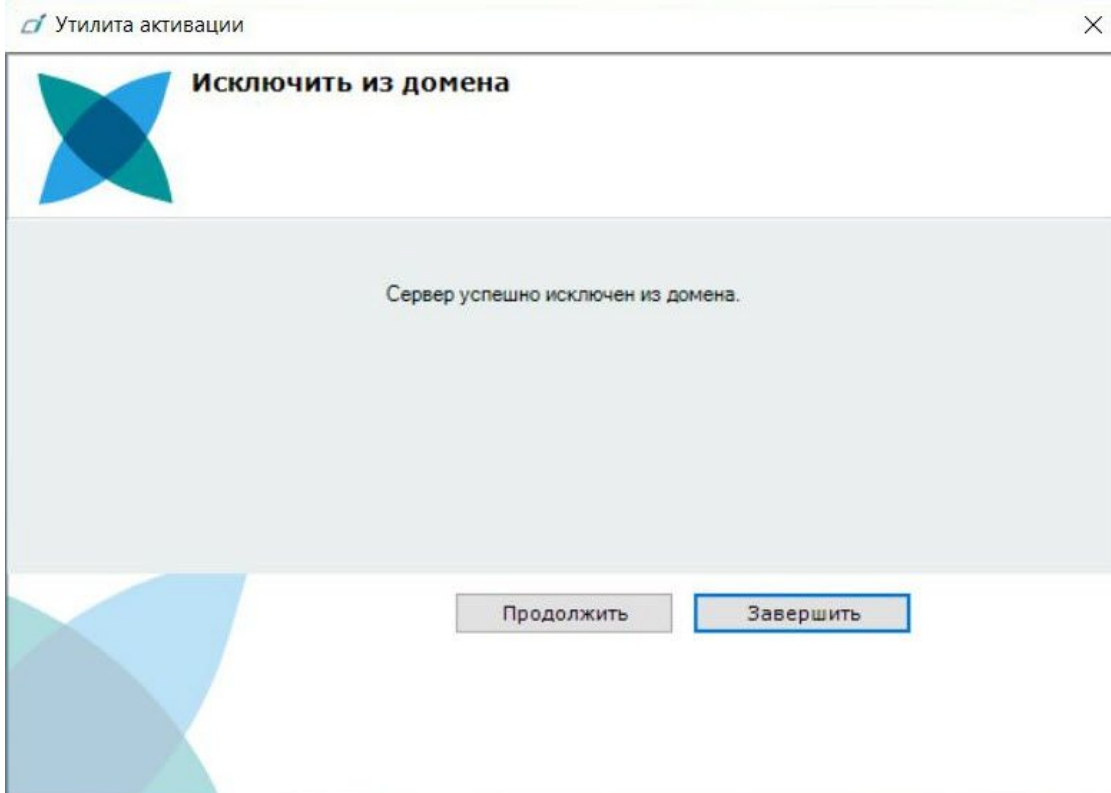 Утилита активации
Исключить из домена
Сервер успешно исключен из домена.
Продолжить
Завершить